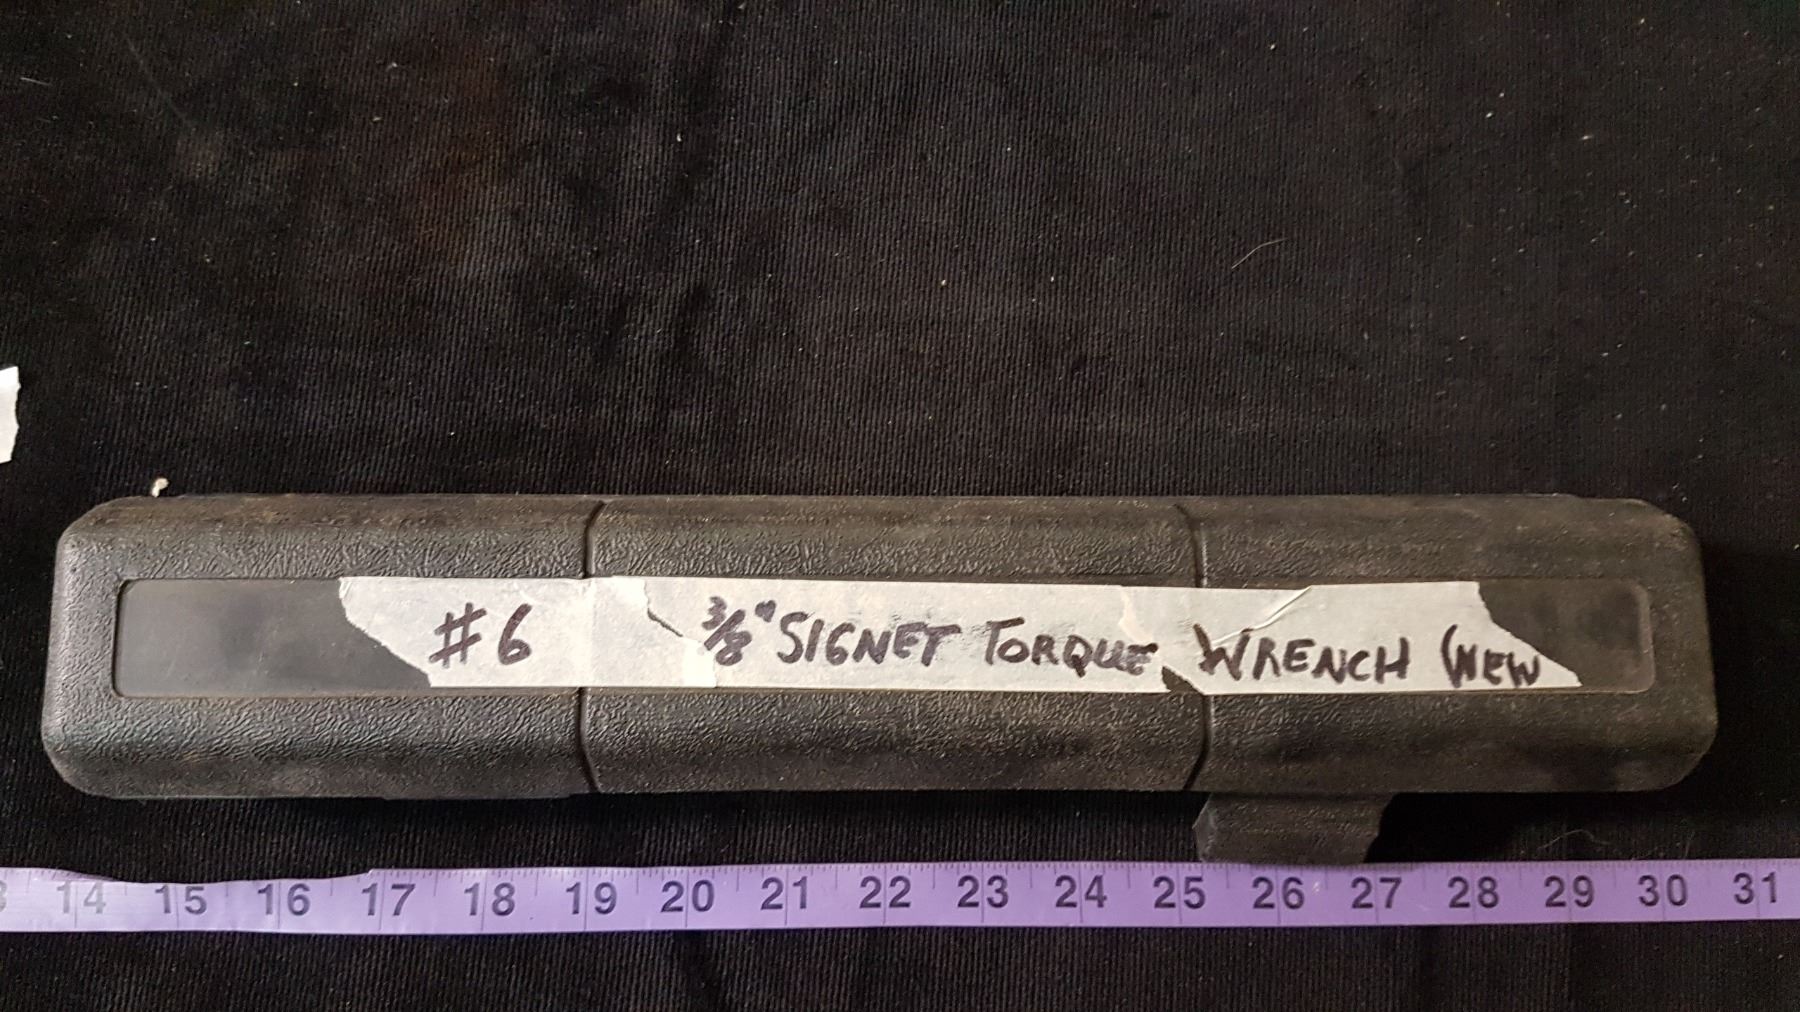 #6 3/8" SIGNET TORQUE WRENCH (NEW
14 15 16 17 18 19 20 21 22 23 24 25 26 27 28 29 30 31